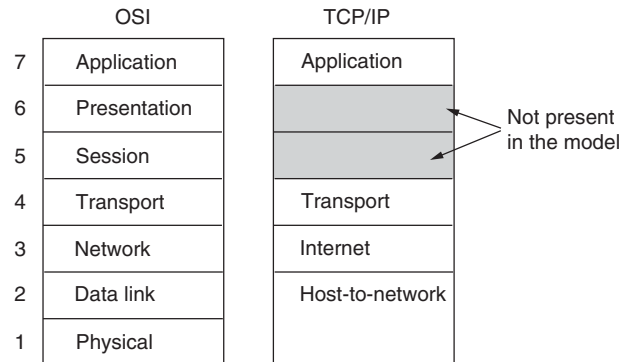 OSI TCP/IP
7 Application Application
6 Presentation
Not present
in the model
5 Session
4 Transport Transport
3 Network Internet
2 Data link Host-to-network
1 Physical